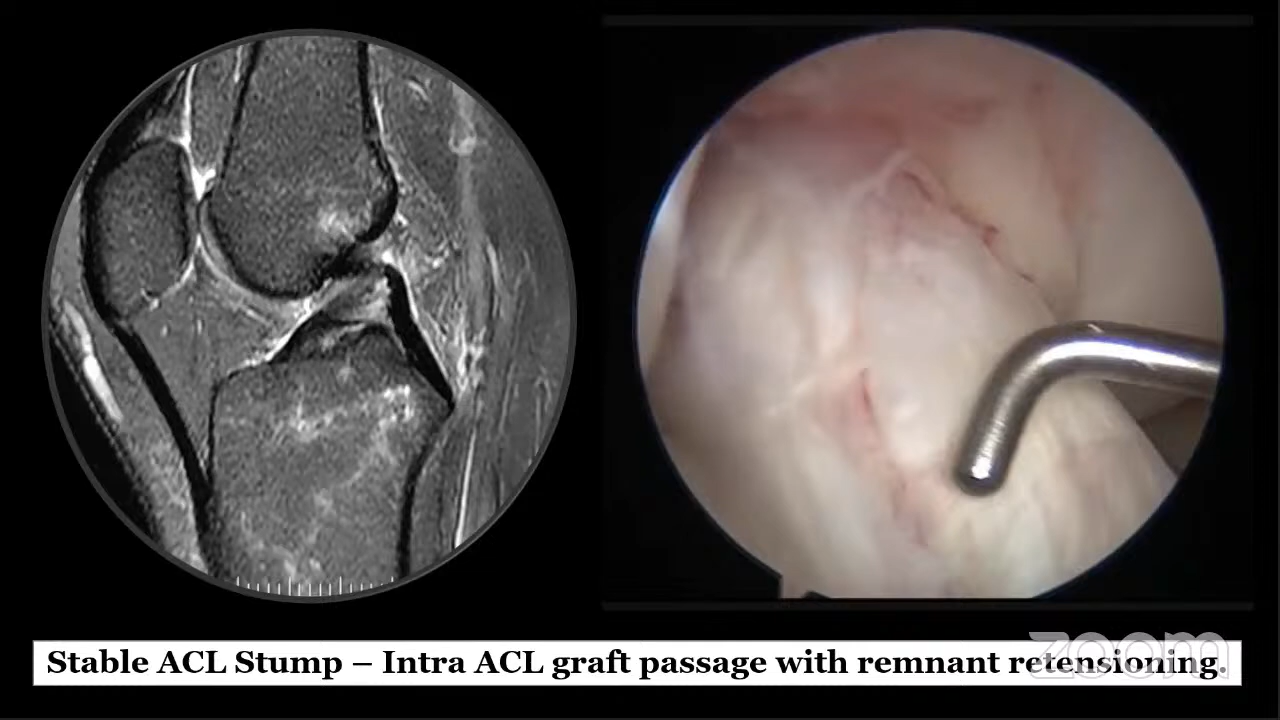 Stable ACL Stump – Intra ACL graft passage with remnant retensioning.
zoom